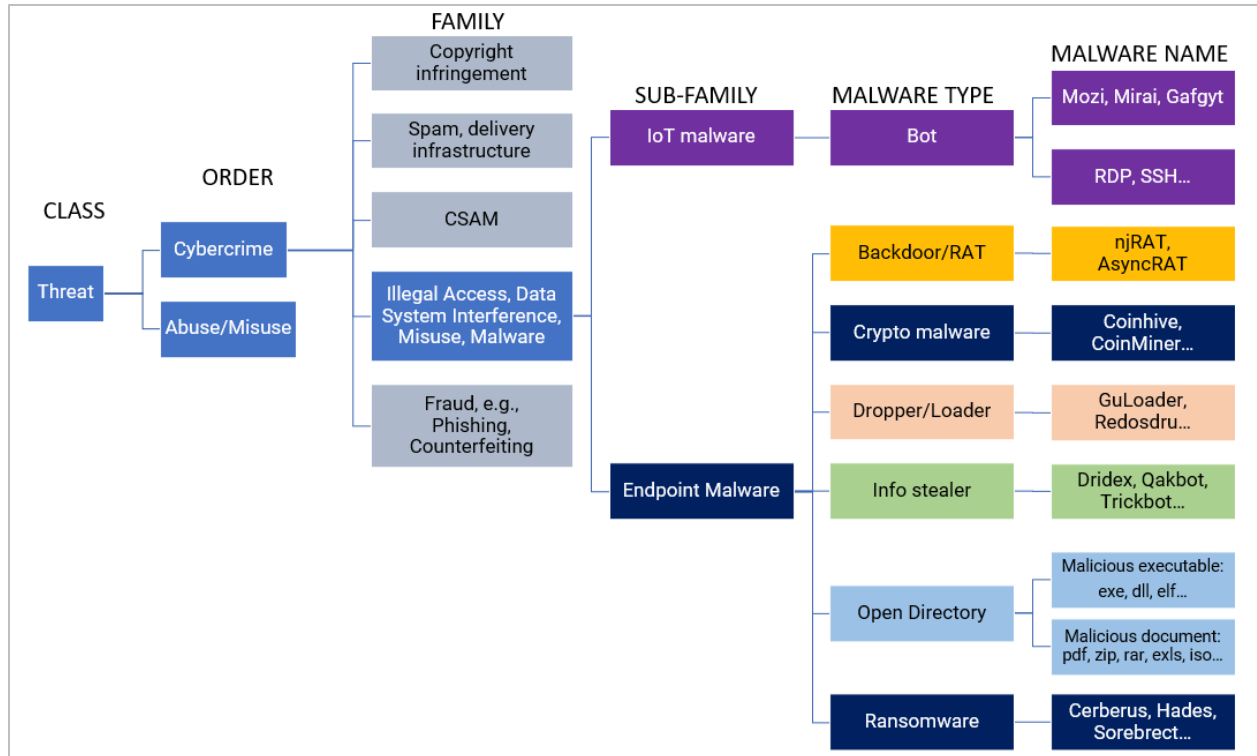 FAMILY
Copyright
infringement
Spam, delivery
infrastructure
CSAM
Illegal Access, Data
System Interference,
Misuse, Malware
Fraud, e.g.,
Phishing,
Counterfeiting
ORDER
Cybercrime
Abuse/Misuse
CLASS
Threat
SUB-FAMILY
IoT malware
Endpoint Malware
MALWARE TYPE
Bot
Backdoor/RAT
Crypto malware
Dropper/Loader
Info stealer
Open Directory
Ransomware
MALWARE NAME
Mozi, Mirai, Gafgyt
RDP, SSH…
njRAT,
AsyncRAT
Coinhive,
CoinMiner…
GuLoader,
Redosdru…
Dridex, Qakbot,
Trickbot…
Malicious executable:
exe, dll, elf…
Malicious document:
pdf, zip, rar, exls, iso…
Cerberus, Hades,
Sorebrect…